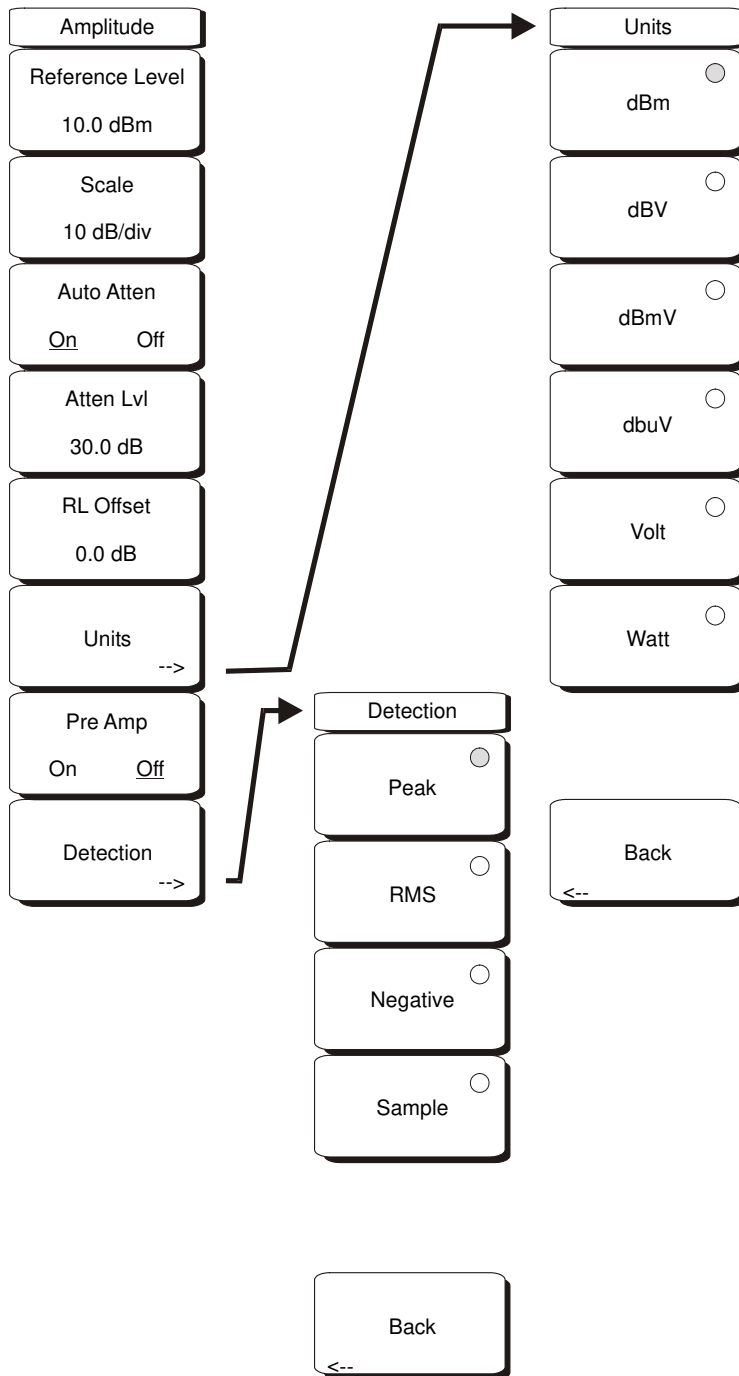 Amplitude
Reference Level
10.0 dBm
Scale
10 dB/div
Auto Atten
On Off
Atten Lvl
30.0 dB
RL Offset
0.0 dB
Units
-->
Pre Amp
On Off
Detection
-->
Detection
Peak
RMS
Negative
Sample
Back
<--
Units
dBm
dBV
dBmV
dbuV
Volt
Watt
Back
<--